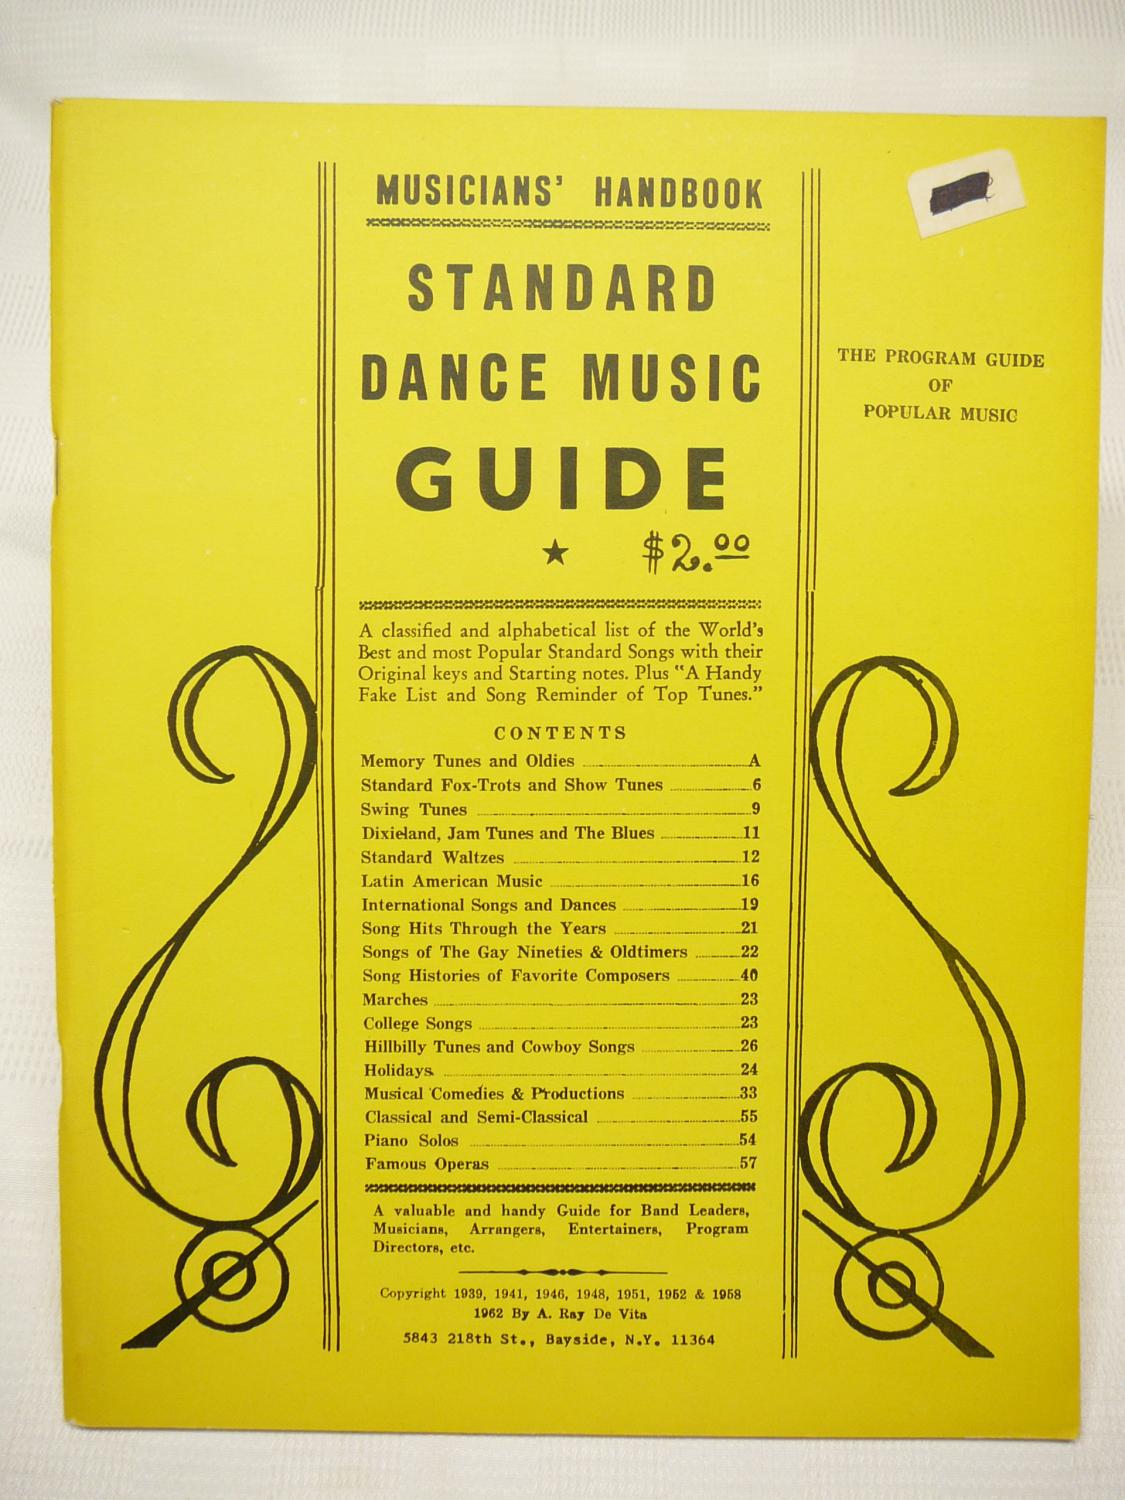 MUSICIANS' HANDBOOK
STANDARD
DANCE MUSIC
GUIDE
$2.00
THE PROGRAM GUIDE
OF
POPULAR MUSIC
A classified and alphabetical list of the World's
Best and most Popular Standard Songs with their
Original keys and Starting notes. Plus "A Handy
Fake List and Song Reminder of Top Tunes."
CONTENTS
Memory Tunes and Oldies A
Standard Fox-Trots and Show Tunes 6
Swing Tunes 9
Dixieland, Jam Tunes and The Blues 11
Standard Waltzes 12
Latin American Music 16
International Songs and Dances 19
Song Hits Through the Years 21
Songs of The Gay Nineties & Oldtimers 22
Song Histories of Favorite Composers 40
Marches 23
College Songs 23
Hillbilly Tunes and Cowboy Songs 26
Holidays 24
Musical Comedies & Productions 33
Classical and Semi-Classical 55
Piano Solos 54
Famous Operas 57
A valuable and handy Guide for Band Leaders,
Musicians, Arrangers, Entertainers, Program
Directors, etc.
Copyright 1939, 1941, 1946, 1948, 1951, 1952 & 1958
1962 By A. Ray De Vita
5843 218th St., Bayside, N.Y. 11364